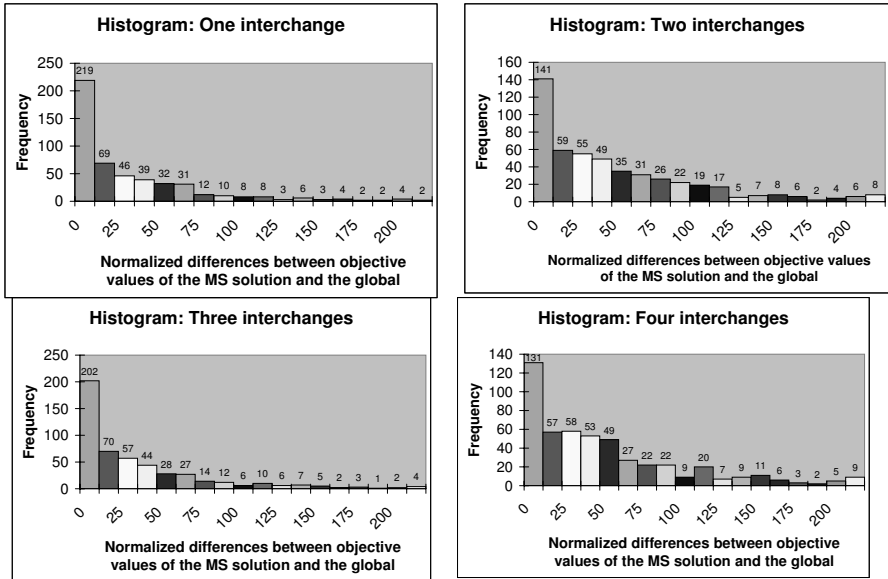 Histogram: One interchange
Frequency
250
200
150
100
50
0
219 69 46 39 32 31 12 10 8 8 3 6 3 4 2 2 4 2
0 25 50 75 100 125 150 175 200
Normalized differences between objective
values of the MS solution and the global
Histogram: Two interchanges
Frequency
160
140
120
100
80
60
40
20
0
141 59 55 49 35 31 26 22 19 17 5 7 8 6 2 4 6 8
0 25 50 75 100 125 150 175 200
Normalized differences between objective values
of the MS solution and the global
Histogram: Three interchanges
Frequency
250
200
150
100
50
0
202 70 57 44 28 27 14 12 6 10 6 7 5 2 3 1 2 4
0 25 50 75 100 125 150 175 200
Normalized differences between objective
values of the MS solution and the global
Histogram: Four interchanges
Frequency
140
120
100
80
60
40
20
0
131 57 58 53 49 27 22 22 9 20 7 9 11 6 3 2 5 9
0 25 50 75 100 125 150 175 200
Normalized differences between objective
values of the MS solution and the global